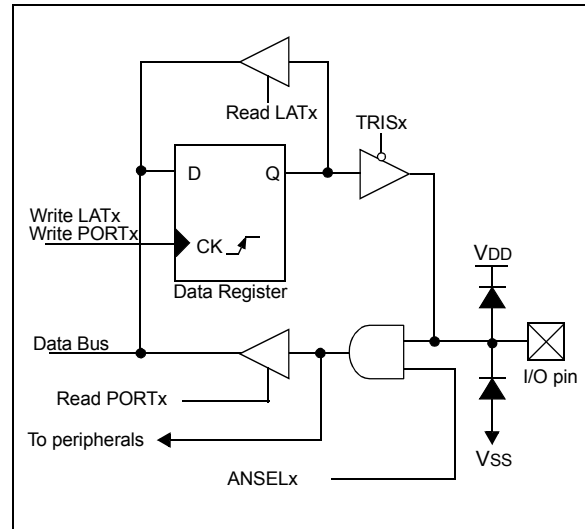 Read LATx
TRISx
D
Q
Write LATx
Write PORTx
CK
Data Register
VDD
Data Bus
I/O pin
Read PORTx
To peripherals
VSS
ANSELx